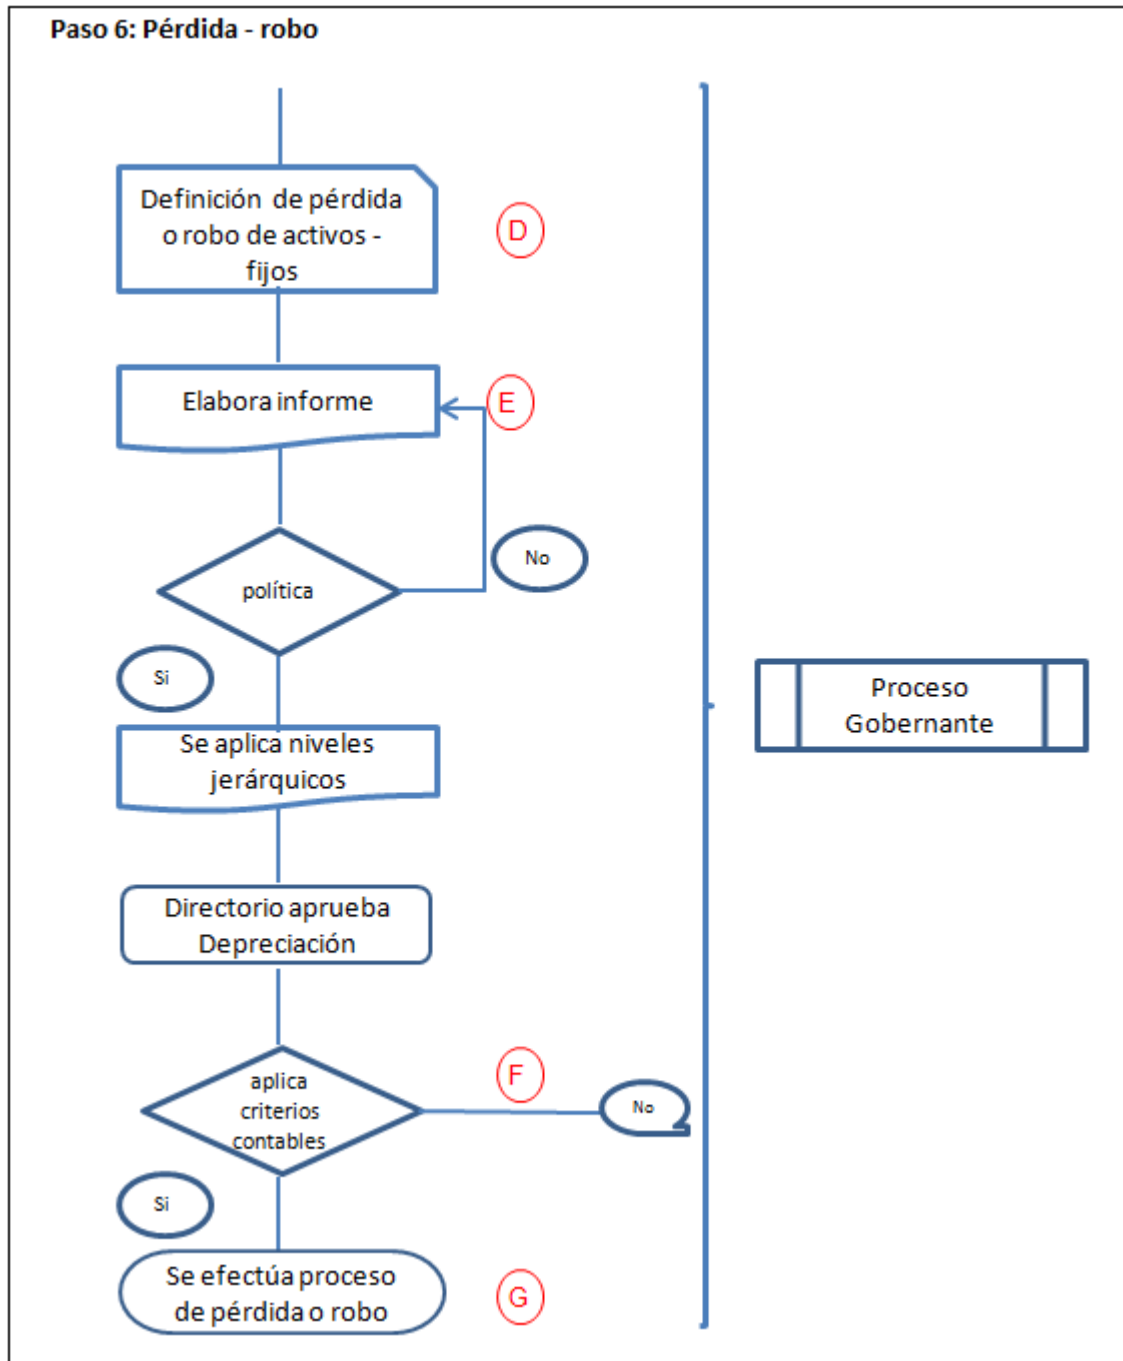 Paso 6: Pérdida - robo
Definición de pérdida
o robo de activos -
fijos
D
Elabora informe
E
No
política
Si
Se aplica niveles
jerárquicos
Proceso
Gobernante
Directorio aprueba
Depreciación
aplica
criterios
contables
F
No
Si
Se efectúa proceso
de pérdida o robo
G